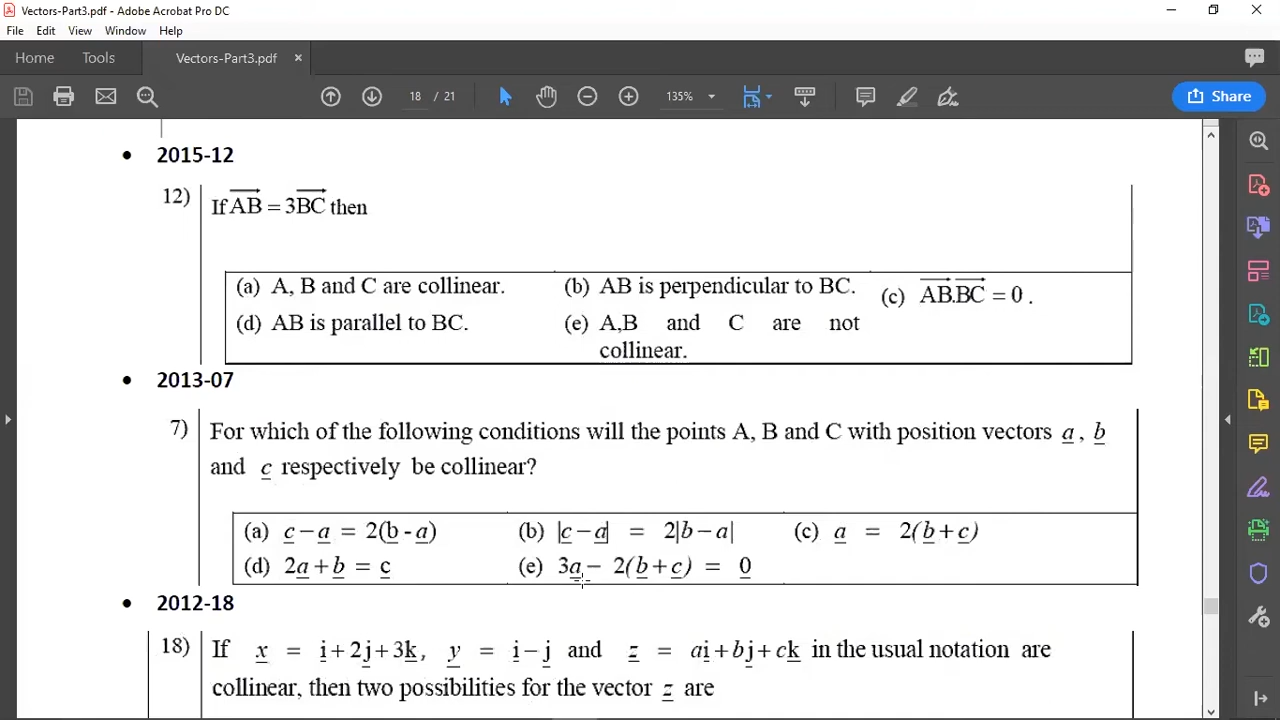 Vectors-Part3.pdf - Adobe Acrobat Pro DC
File Edit View Window Help
Home Tools Vectors-Part3.pdf ×
18 / 21 135% Share
• 2015-12
12) If AB = 3BC then
(a) A, B and C are collinear. (b) AB is perpendicular to BC. (c) AB.BC = 0 .
(d) AB is parallel to BC. (e) A,B and C are not
collinear.
• 2013-07
7) For which of the following conditions will the points A, B and C with position vectors a , b
and c respectively be collinear?
(a) c − a = 2(b - a) (b) |c − a| = 2|b − a| (c) a = 2(b + c)
(d) 2a + b = c (e) 3a − 2(b + c) = 0
• 2012-18
18) If x = i + 2j + 3k, y = i − j and z = ai + bj + ck in the usual notation are
collinear, then two possibilities for the vector z are